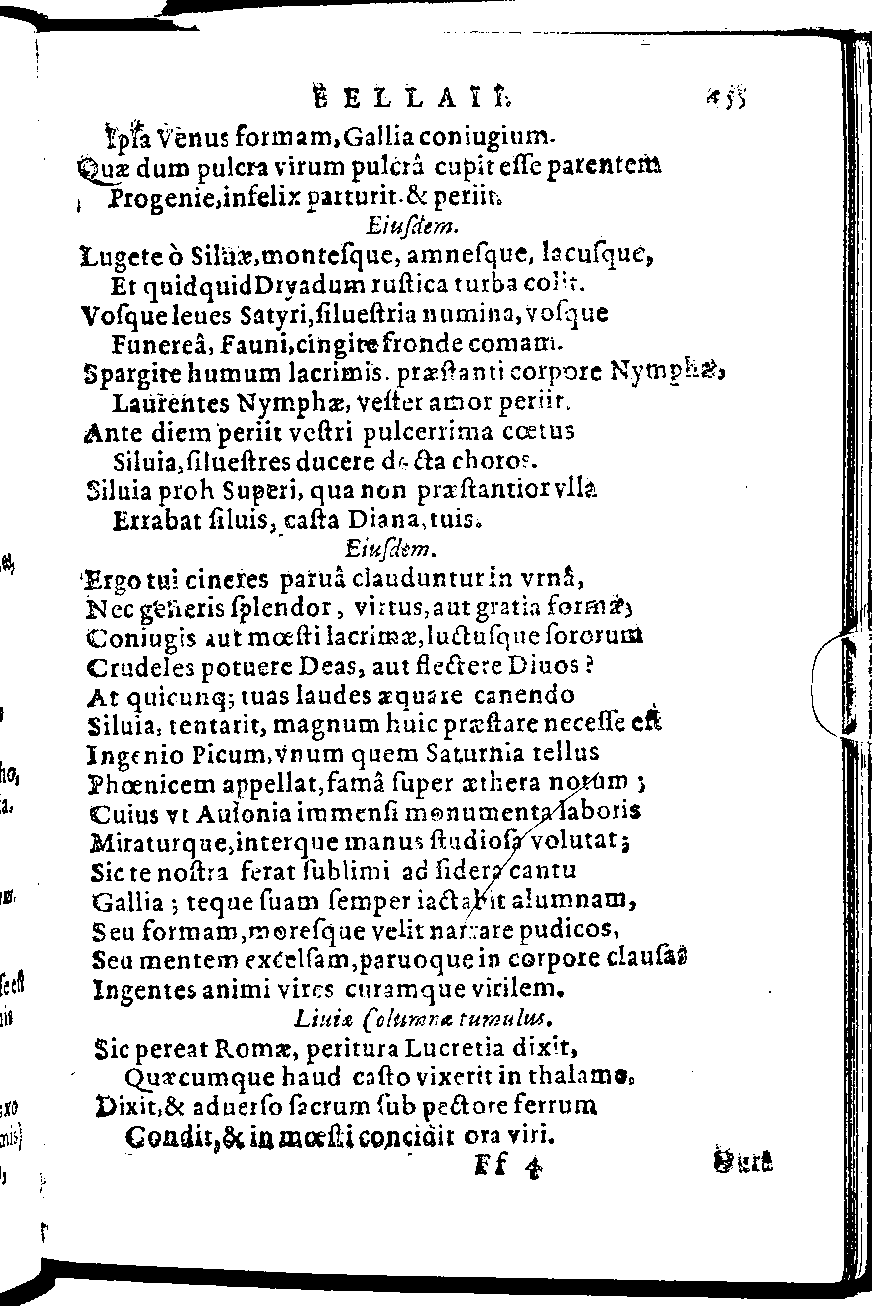 BELLAII. 455
Ipsa Venus formam, Gallia coniugium.
Quæ dum pulcra virum pulcrâ cupit eſſe parentem
Progenie, infelix parturit. & periit.
Eiuſdem.
Lugete ò Siluæ, monteſque, amneſque, lacuſque,
Et quidquid Dryadum ruſtica turba colit.
Voſque leues Satyri, ſilueſtria numina, voſque
Funereâ, Fauni, cingite fronde comam.
Spargite humum lacrimis. præſtanti corpore Nymphæ,
Laurentes Nymphæ, veſter amor periit.
Ante diem periit veſtri pulcerrima cœtus
Siluia, ſilueſtres ducere docta choros.
Siluia proh Superi, qua non præſtantior vlla
Errabat ſiluis, caſta Diana, tuis.
Eiuſdem.
Ergo tui cineres paruâ clauduntur in vrnâ,
Nec generis ſplendor, virtus, aut gratia formæ,
Coniugis aut mœſti lacrimæ, luctuſque ſororum
Crudeles potuere Deas, aut flectere Diuos?
At quicunq; tuas laudes æquare canendo
Siluia, tentarit, magnum huic præſtare neceſſe eſt
Ingenio Picum, vnum quem Saturnia tellus
Phœnicem appellat, famâ ſuper æthera notum;
Cuius vt Auſonia immenſi monumenta laboris
Miraturque, interque manus ſtudioſa volutat;
Sic te noſtra ferat ſublimi ad ſidera cantu
Gallia; teque ſuam ſemper iactabit alumnam,
Seu formam, moreſque velit narrare pudicos,
Seu mentem excelſam, paruoque in corpore clauſas
Ingentes animi vires curamque virilem.
Liuiæ Columnæ tumulus.
Sic pereat Romæ, peritura Lucretia dixit,
Quæcumque haud caſto vixerit in thalamo.
Dixit, & aduerſo ſacrum ſub pectore ferrum
Condit, & in mœſti concidit ora viri.
Ff 4